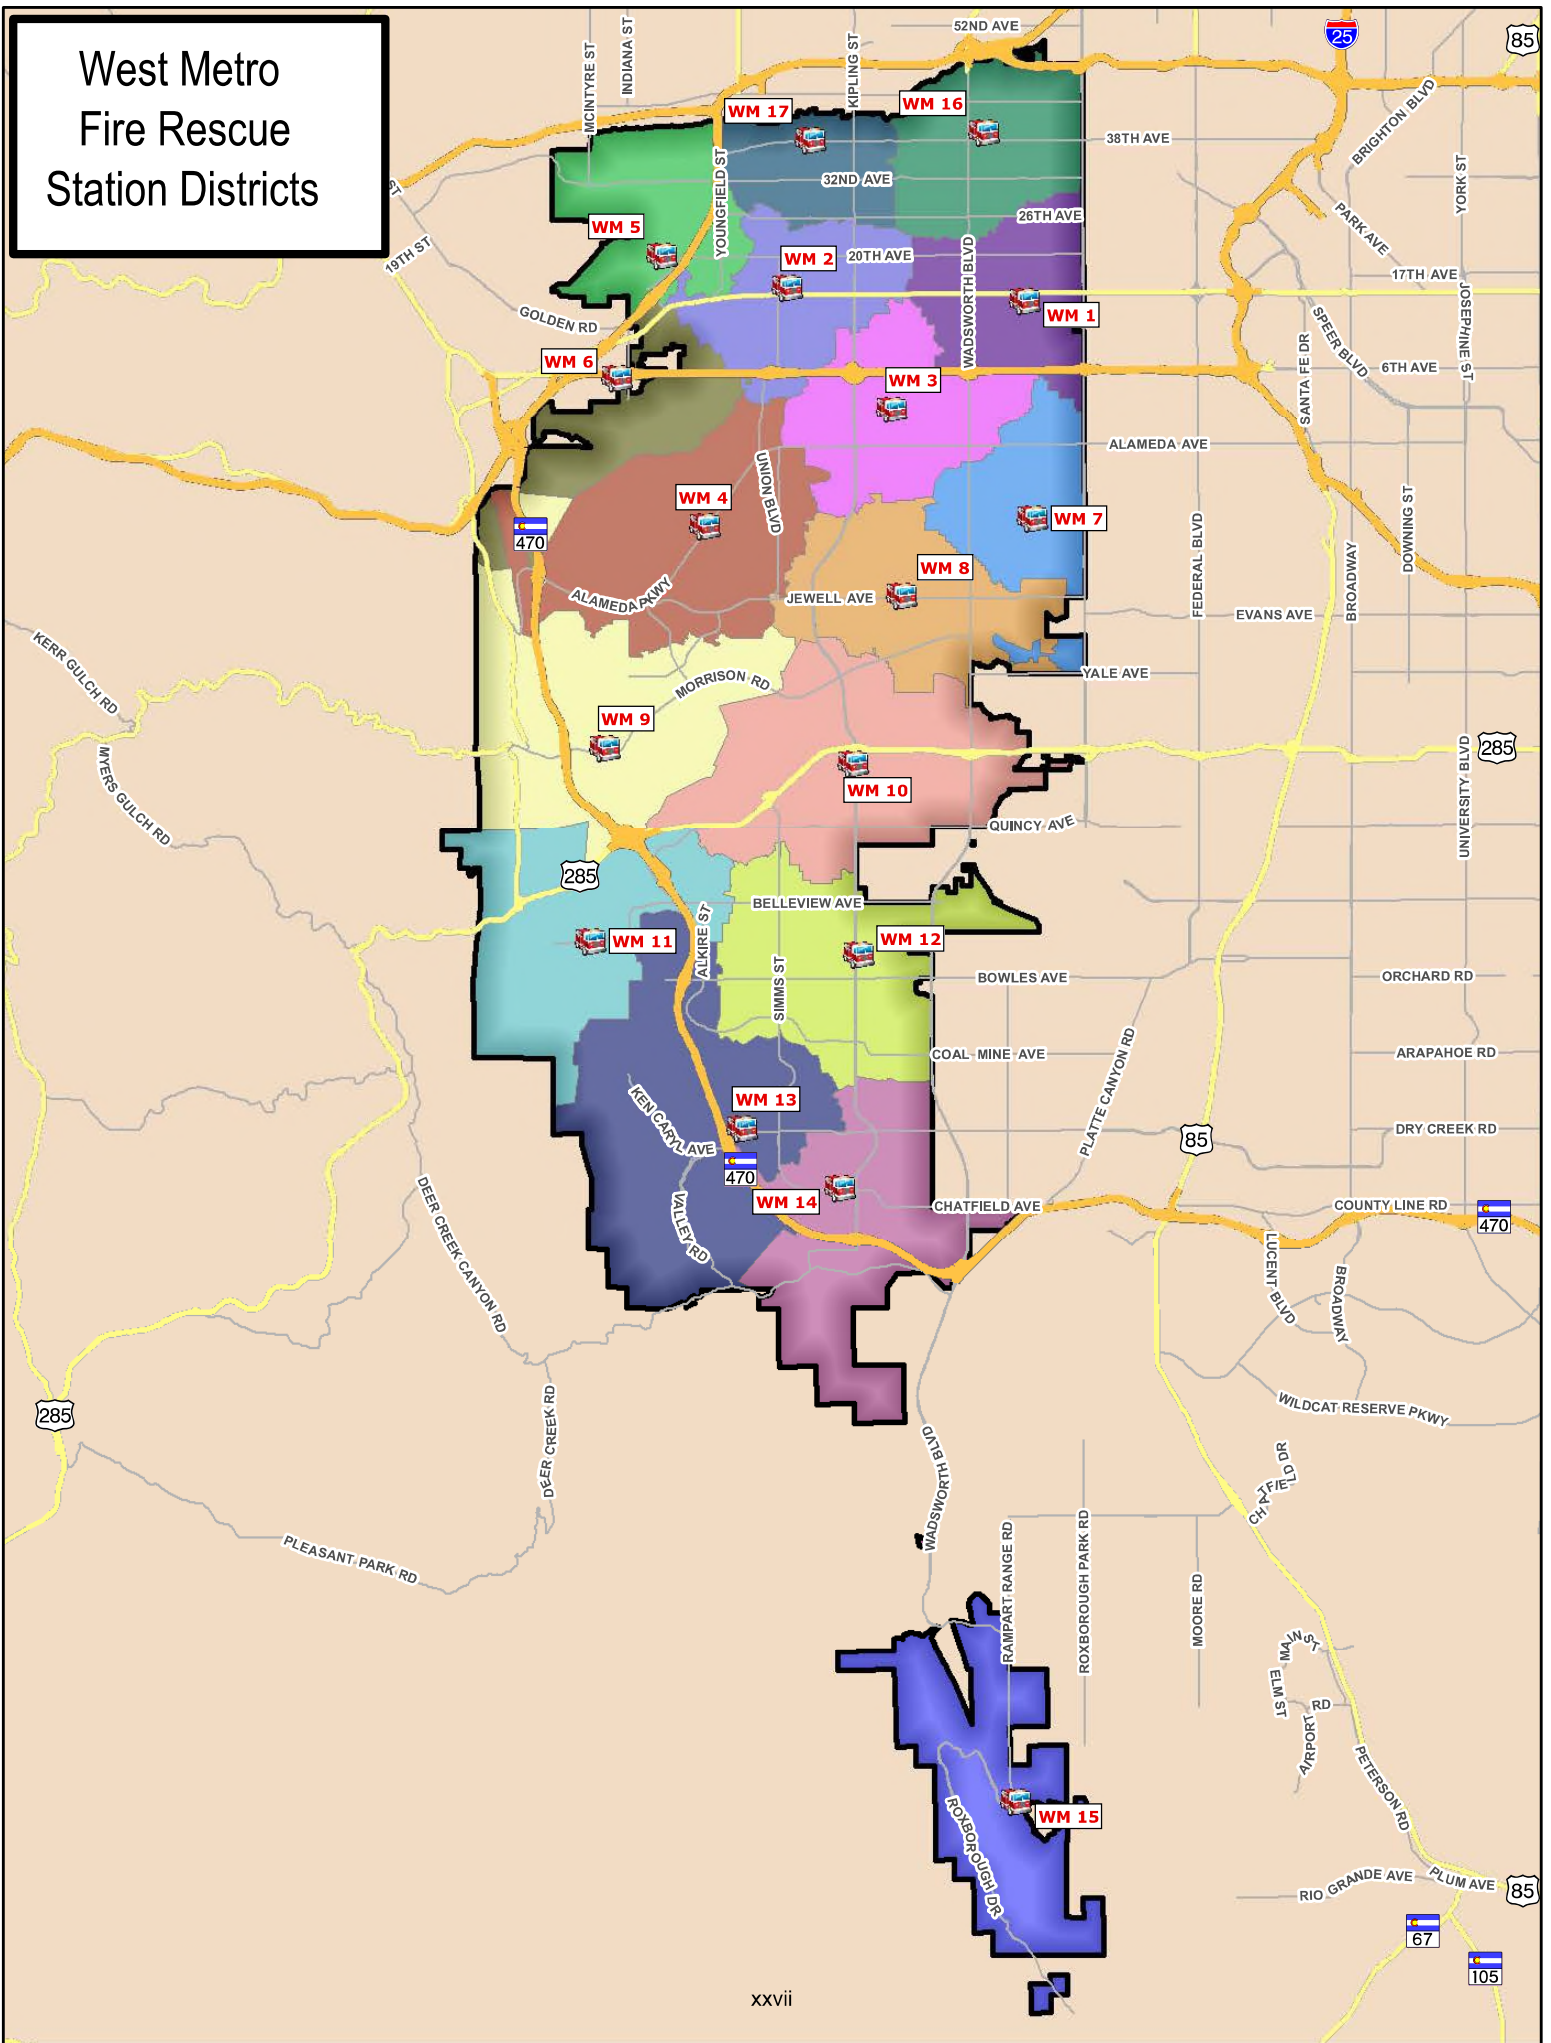 West Metro
Fire Rescue
Station Districts
52ND AVE
25
85
MCINTYRE ST
INDIANA ST
KIPLING ST
WM 17
WM 16
38TH AVE
BRIGHTON BLVD
YORK ST
ST
32ND AVE
YOUNGFIELD ST
26TH AVE
PARK AVE
WM 5
19TH ST
WM 2
20TH AVE
WADSWORTH BLVD
17TH AVE
GOLDEN RD
WM 1
SPEER BLVD
JOSEPHINE ST
SANTA FE DR
WM 6
WM 3
6TH AVE
ALAMEDA AVE
UNION BLVD
WM 4
WM 7
470
DOWNING ST
FEDERAL BLVD
BROADWAY
WM 8
ALAMEDA PKWY
JEWELL AVE
EVANS AVE
KERR GULCH RD
MORRISON RD
YALE AVE
WM 9
285
UNIVERSITY BLVD
MYERS GULCH RD
WM 10
QUINCY AVE
285
BELLEVIEW AVE
ALKIRE ST
WM 11
WM 12
SIMMS ST
BOWLES AVE
ORCHARD RD
COAL MINE AVE
ARAPAHOE RD
PLATTE CANYON RD
KEN CARYL AVE
WM 13
85
DRY CREEK RD
470
WM 14
VALLEY RD
CHATFIELD AVE
COUNTY LINE RD
470
DEER CREEK CANYON RD
LUCENT BLVD
BROADWAY
285
DEER CREEK RD
WILDCAT RESERVE PKWY
WADSWORTH BLVD
CHATFIELD DR
PLEASANT PARK RD
RAMPART RANGE RD
ROXBOROUGH PARK RD
MOORE RD
MAIN ST
ELM ST
AIRPORT RD
PETERSON RD
WM 15
ROXBOROUGH DR
RIO GRANDE AVE
PLUM AVE
85
67
105
xxvii